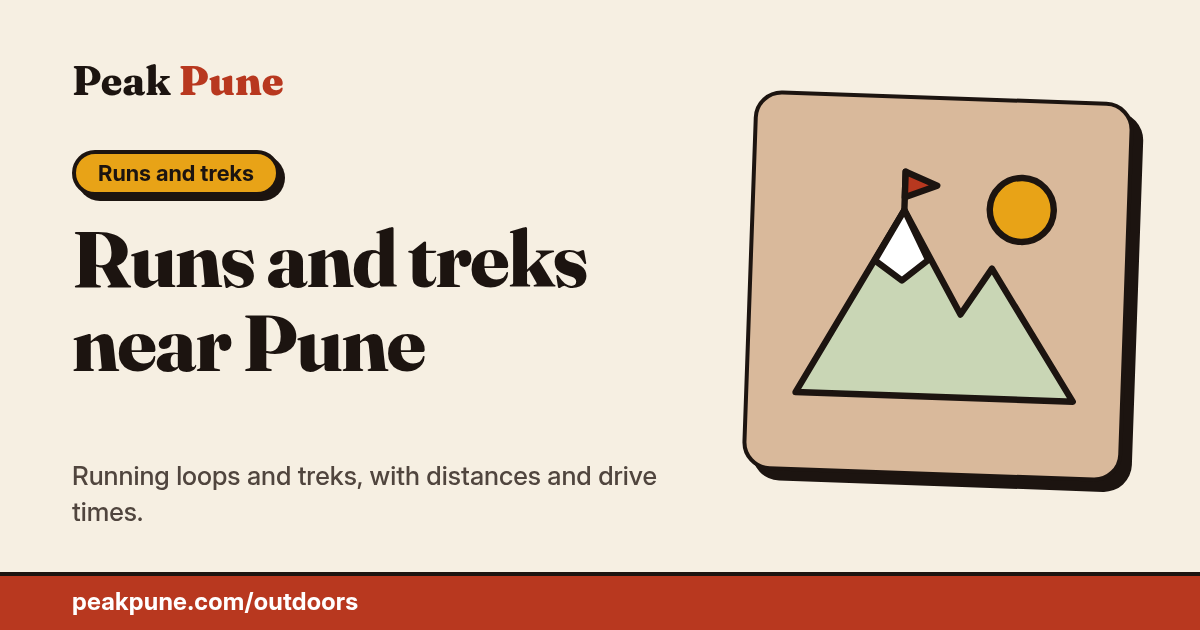 Peak Pune
Runs and treks
Runs and treks
near Pune
Running loops and treks, with distances and drive
times.
peakpune.com/outdoors